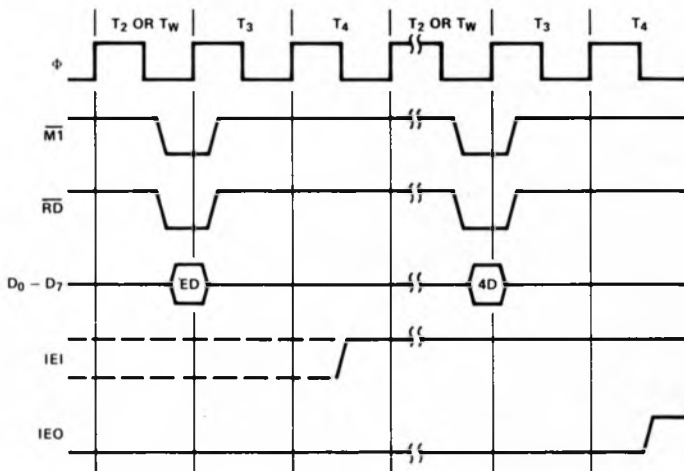 T2 OR TW T3 T4 T2 OR TW T3 T4
Φ
M1
RD
D0 – D7 ED 4D
IEI
IEO